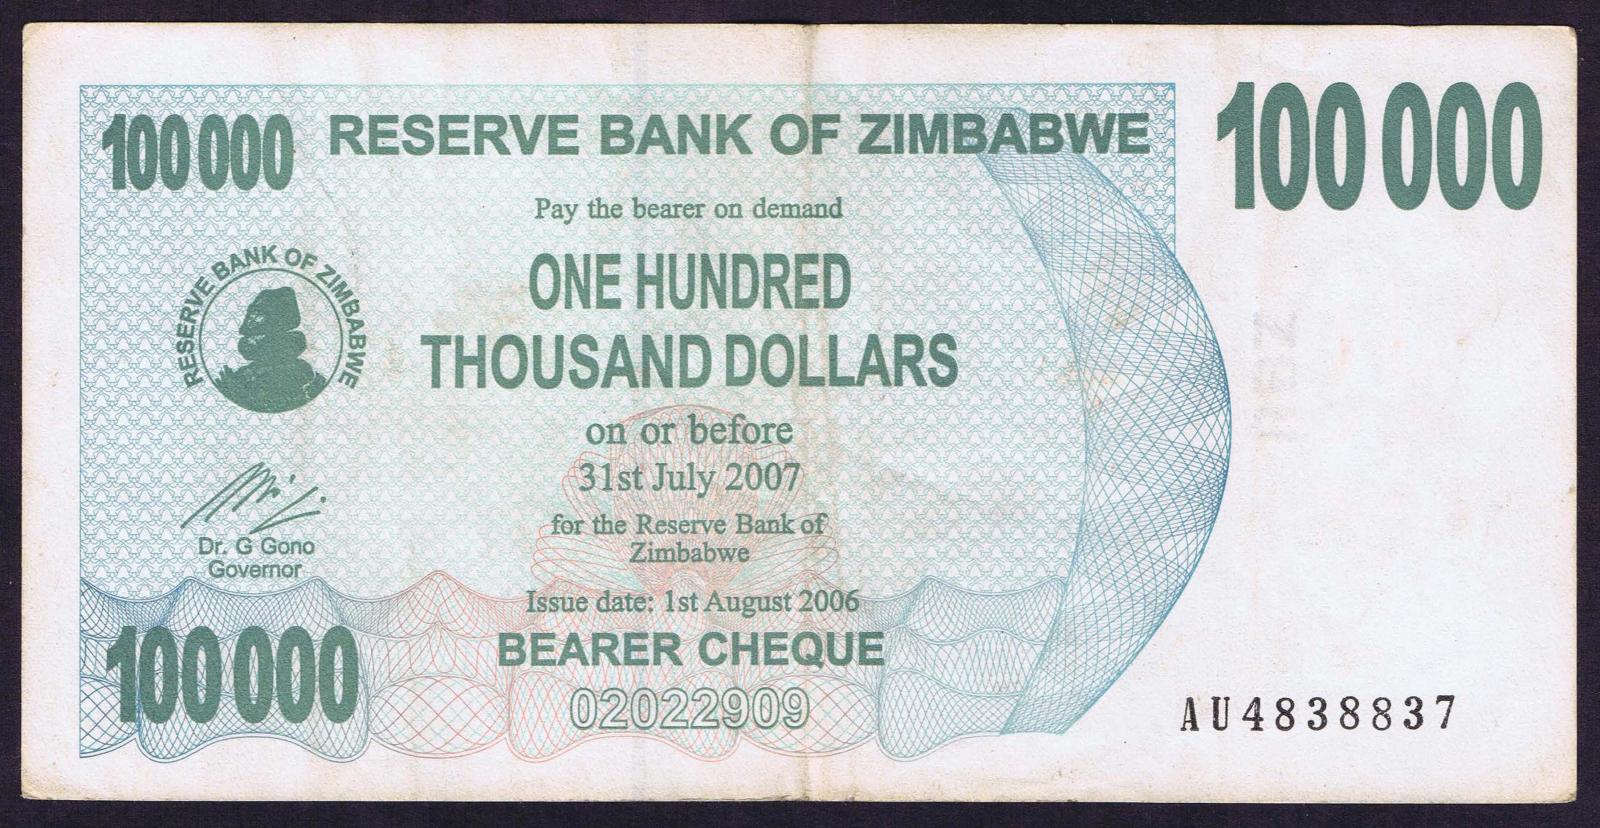 100 000
RESERVE BANK OF ZIMBABWE
100 000
Pay the bearer on demand
ONE HUNDRED
THOUSAND DOLLARS
RESERVE BANK OF ZIMBABWE
on or before
31st July 2007
for the Reserve Bank of
Zimbabwe
Dr. G Gono
Governor
Issue date: 1st August 2006
100 000
BEARER CHEQUE
02022909
AU4838837